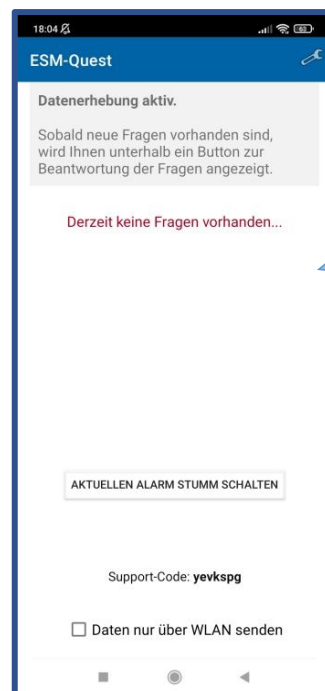 18:04
63
ESM-Quest
Datenerhebung aktiv.
Sobald neue Fragen vorhanden sind,
wird Ihnen unterhalb ein Button zur
Beantwortung der Fragen angezeigt.
Derzeit keine Fragen vorhanden...
AKTUELLEN ALARM STUMM SCHALTEN
Support-Code: yevkspg
Daten nur über WLAN senden